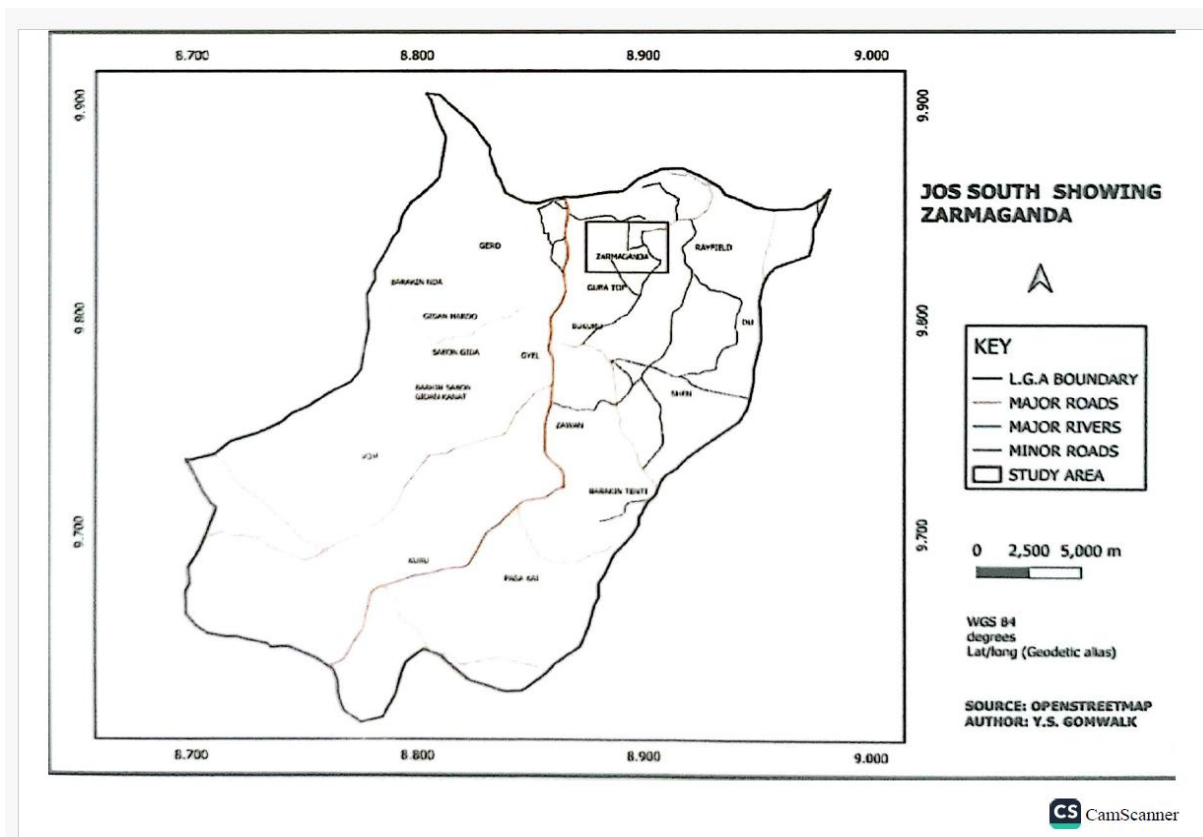 8.700 8.800 8.900 9.000
9.900 9.900
JOS SOUTH SHOWING
ZARMAGANDA
GERO
RAYFIELD
ZARMAGANDA
BARAKIN NDA
GURA TOP
GIDAN HARDO
9.800 9.800
BUKURU
DU
SABON GIDA
GYEL
KEY
L.G.A BOUNDARY
MAJOR ROADS
MAJOR RIVERS
MINOR ROADS
STUDY AREA
SHEN
ZAWAN
VOM
BARAKIN
9.700 9.700
0 2,500 5,000 m
KURU
WGS 84
degrees
Lat/long (Geodetic alias)
SOURCE: OPENSTREETMAP
AUTHOR: Y.S. GOMWALK
8.700 8.800 8.900 9.000
CS CamScanner